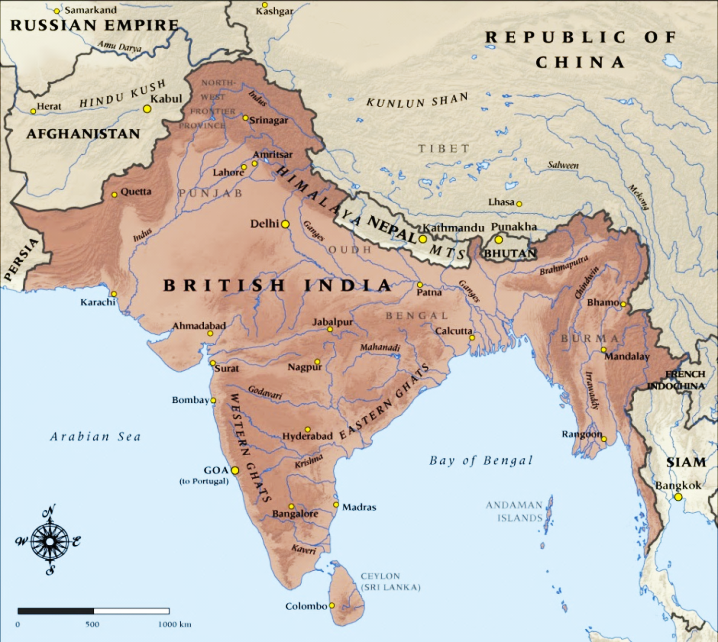 Samarkand
RUSSIAN EMPIRE
Kashgar
REPUBLIC OF
CHINA
Amu Darya
HINDU KUSH
Herat
Kabul
AFGHANISTAN
NORTH-
WEST
FRONTIER
PROVINCE
Indus
Srinagar
KUNLUN SHAN
TIBET
Amritsar
Lahore
HIMALAYA MTS
Salween
Mekong
Quetta
PUNJAB
Lhasa
PERSIA
Indus
Delhi
Ganges
OUDH
NEPAL
Kathmandu
Punakha
BHUTAN
Brahmaputra
Chindwin
BRITISH INDIA
Patna
Ganges
Karachi
Bhamo
Ahmadabad
Jabalpur
BENGAL
Calcutta
BURMA
Mahanadi
Mandalay
Surat
Nagpur
FRENCH
INDOCHINA
Irrawaddy
Bombay
Godavari
WESTERN GHATS
EASTERN GHATS
Hyderabad
Rangoon
Arabian Sea
Krishna
Bay of Bengal
SIAM
GOA
(to Portugal)
Bangkok
Bangalore
Madras
ANDAMAN
ISLANDS
N
W
E
S
Kaveri
CEYLON
(SRI LANKA)
Colombo
0
500
1000 km